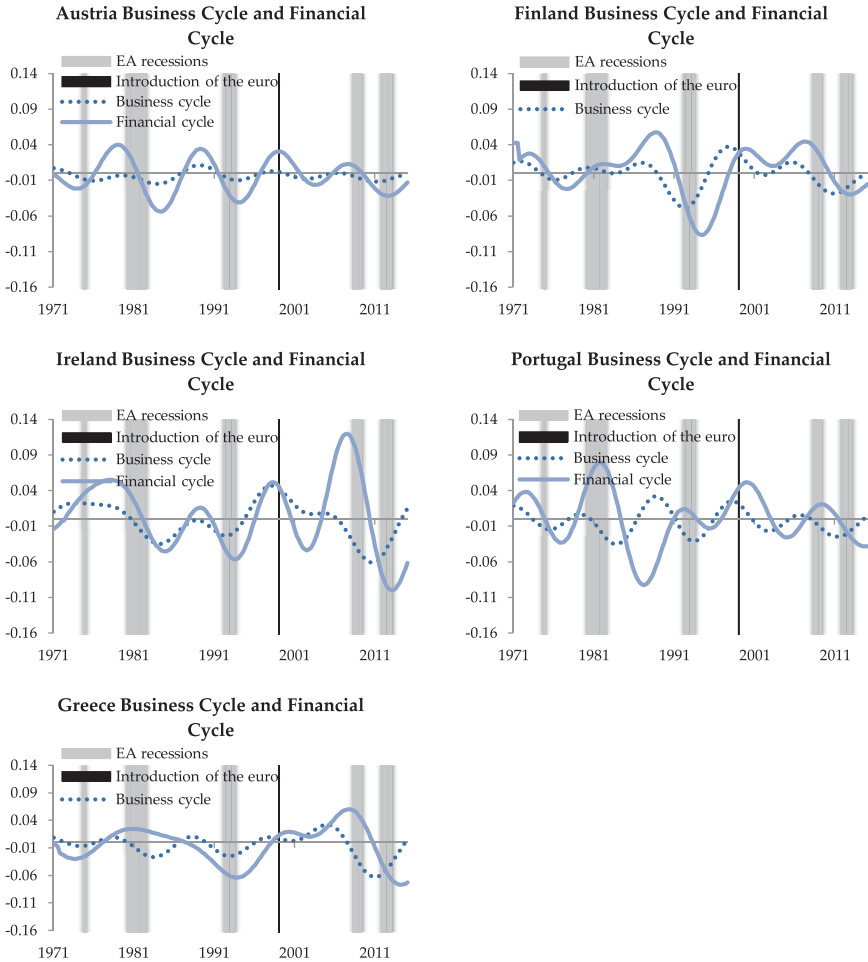 Austria Business Cycle and Financial
Cycle
EA recessions
Introduction of the euro
Business cycle
Financial cycle
0.14
0.09
0.04
-0.01
-0.06
-0.11
-0.16
1971
1981
1991
2001
2011
Finland Business Cycle and Financial
Cycle
EA recessions
Introduction of the euro
Business cycle
0.14
0.09
0.04
-0.01
-0.06
-0.11
-0.16
1971
1981
1991
2001
2011
Ireland Business Cycle and Financial
Cycle
EA recessions
Introduction of the euro
Business cycle
Financial cycle
0.14
0.09
0.04
-0.01
-0.06
-0.11
-0.16
1971
1981
1991
2001
2011
Portugal Business Cycle and Financial
Cycle
EA recessions
Introduction of the euro
Business cycle
Financial cycle
0.14
0.09
0.04
-0.01
-0.06
-0.11
-0.16
1971
1981
1991
2001
2011
Greece Business Cycle and Financial
Cycle
EA recessions
Introduction of the euro
Business cycle
0.14
0.09
0.04
-0.01
-0.06
-0.11
-0.16
1971
1981
1991
2001
2011